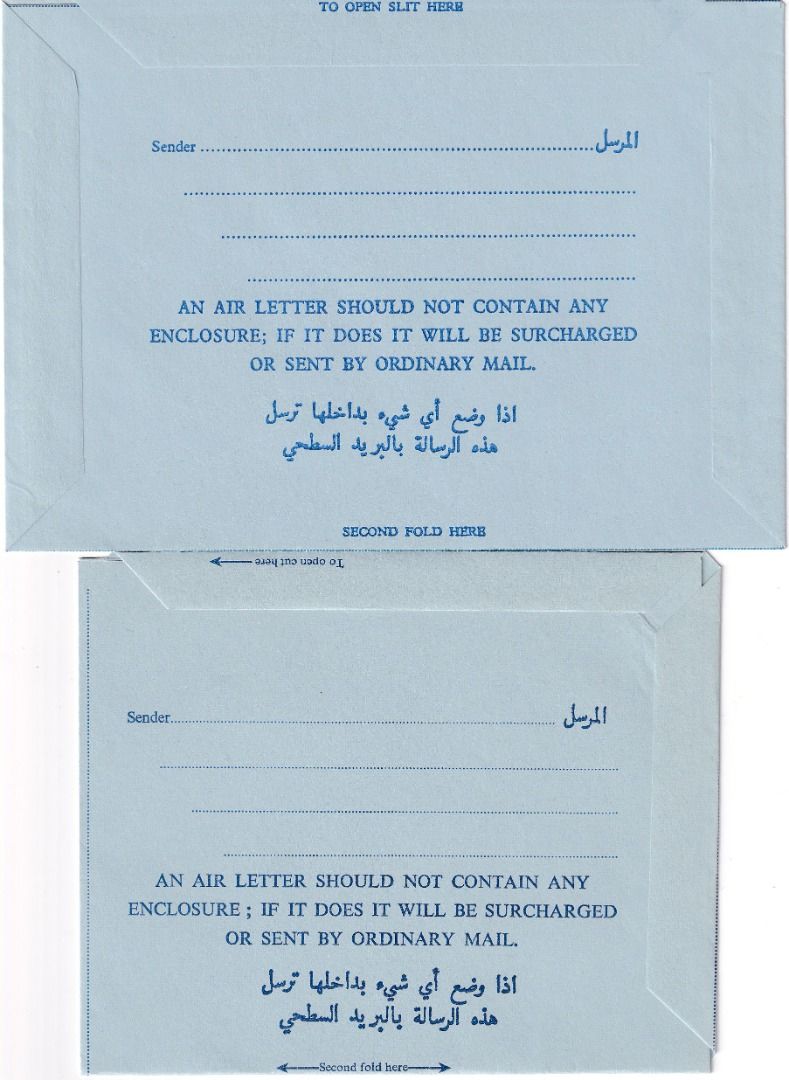 TO OPEN SLIT HERE
Sender ........................................ المرسل
AN AIR LETTER SHOULD NOT CONTAIN ANY
ENCLOSURE; IF IT DOES IT WILL BE SURCHARGED
OR SENT BY ORDINARY MAIL.
اذا وضع أي شيء بداخلها ترسل
هذه الرسالة بالبريد السطحي
SECOND FOLD HERE
To open cut here
Sender........................................ المرسل
AN AIR LETTER SHOULD NOT CONTAIN ANY
ENCLOSURE ; IF IT DOES IT WILL BE SURCHARGED
OR SENT BY ORDINARY MAIL.
اذا وضع أي شيء بداخلها ترسل
هذه الرسالة بالبريد السطحي
Second fold here